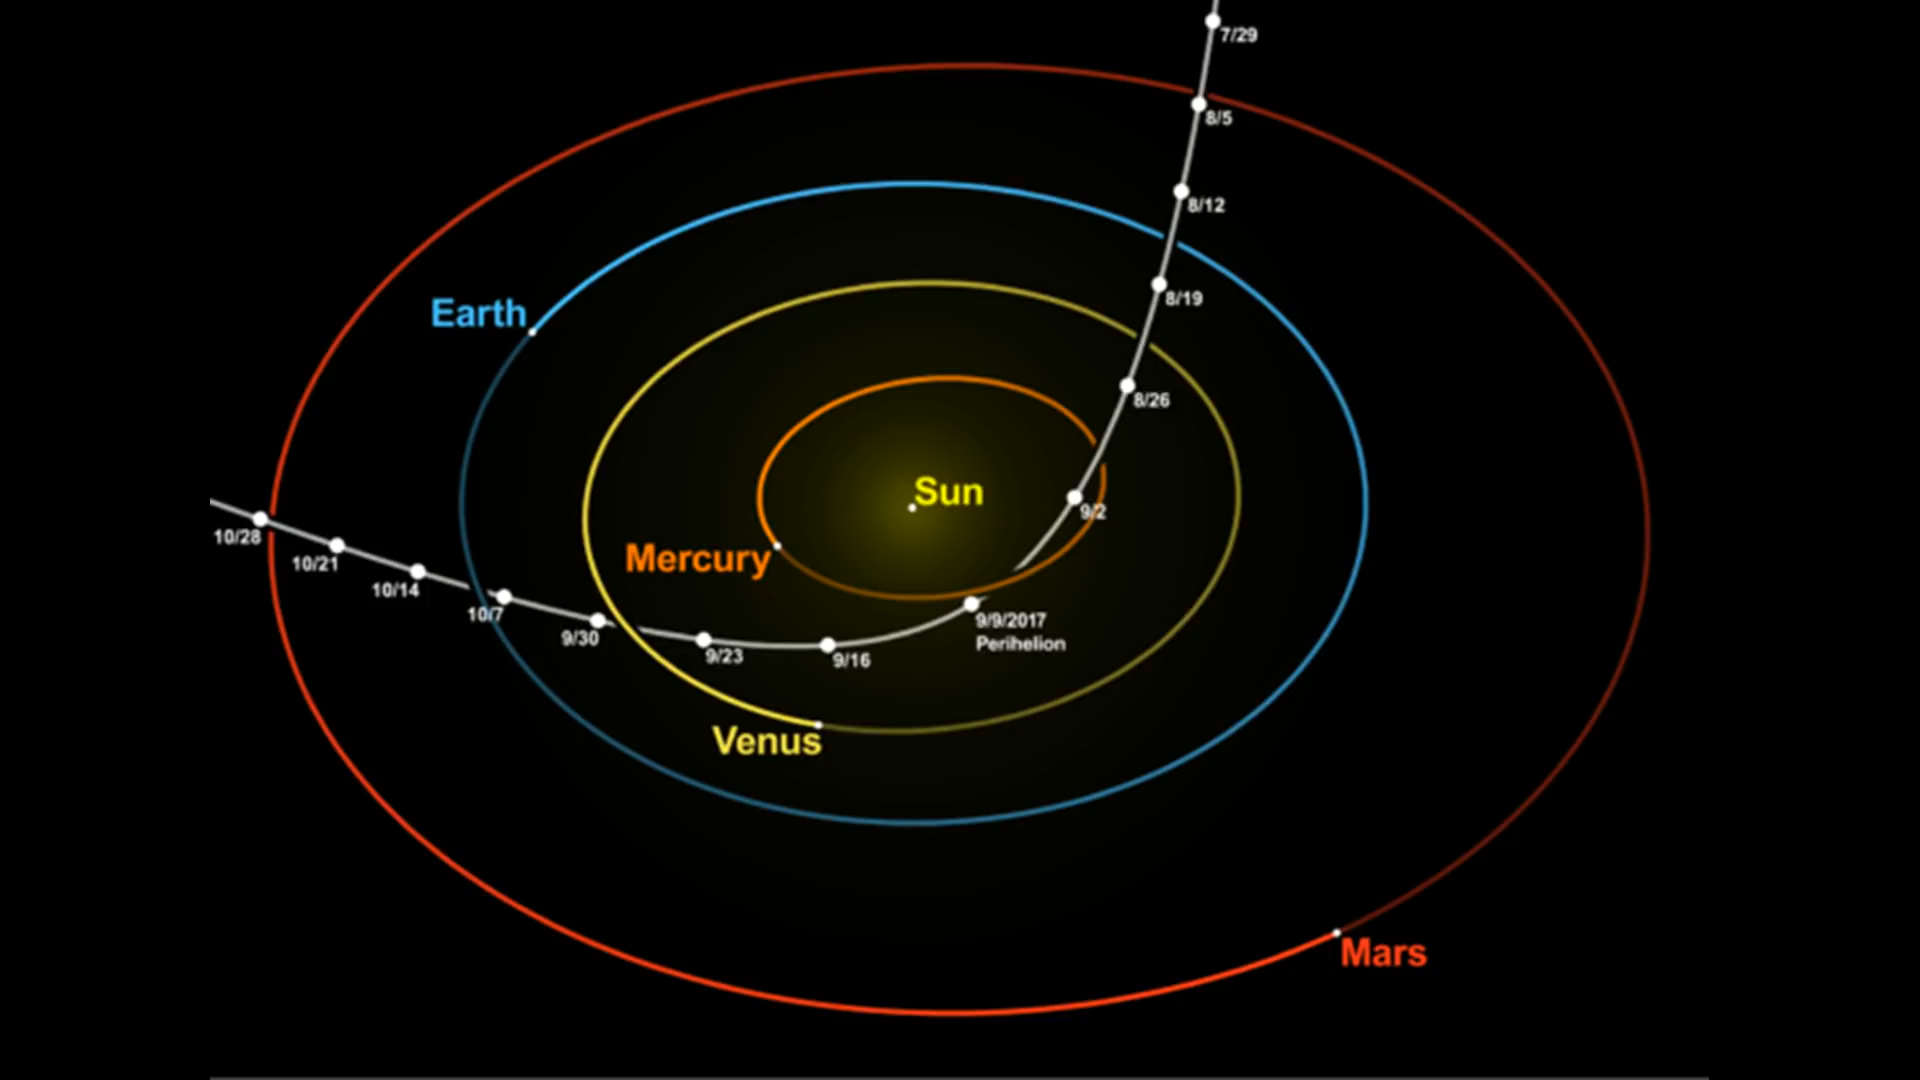 7/29
8/5
8/12
8/19
Earth
8/26
Sun
9/2
10/28
10/21
Mercury
10/14
10/7
9/9/2017
Perihelion
9/30
9/23
9/16
Venus
Mars